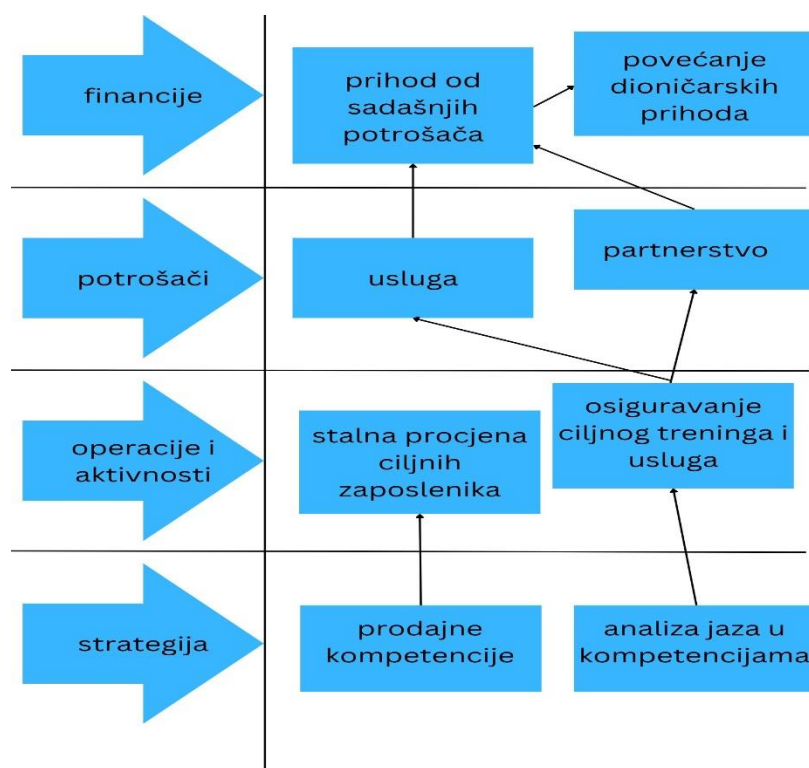 financije
prihod od
sadašnjih
potrošača
povećanje
dioničarskih
prihoda
potrošači
usluga
partnerstvo
operacije i
aktivnosti
stalna procjena
ciljnih
zaposlenika
osiguravanje
ciljnog treninga i
usluga
strategija
prodajne
kompetencije
analiza jaza u
kompetencijama